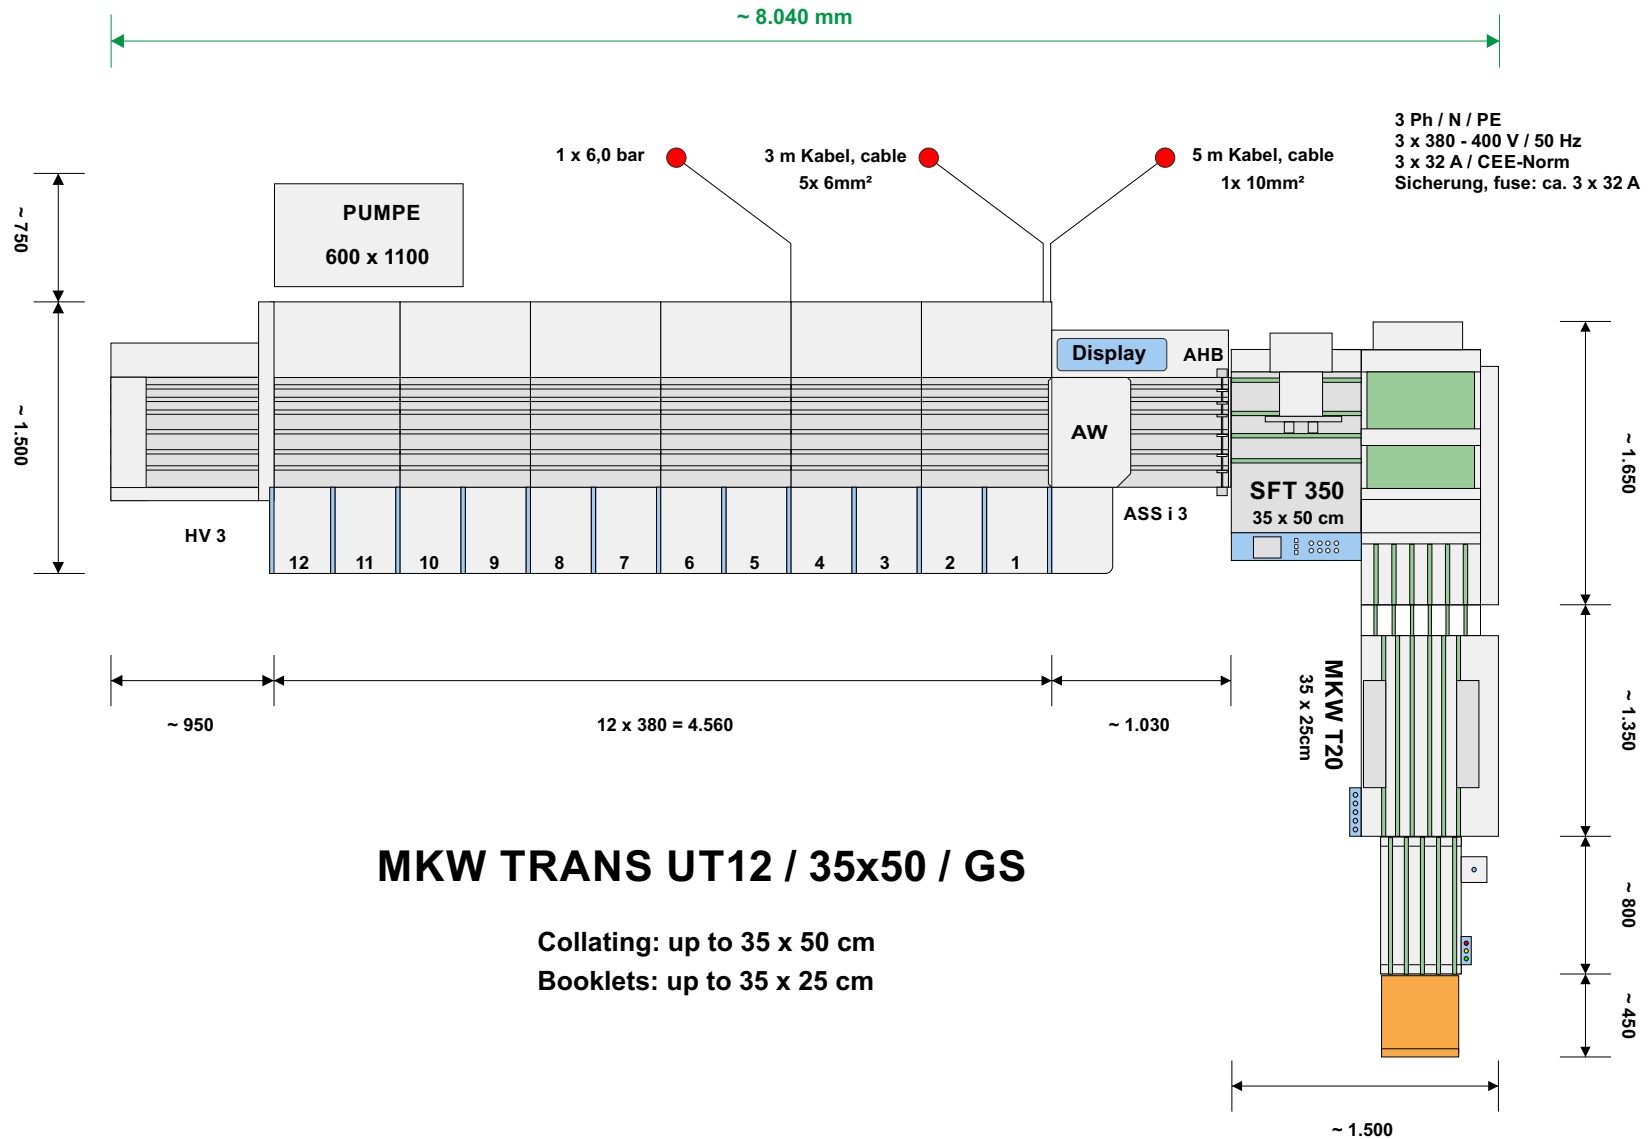 ~ 8.040 mm
3 Ph / N / PE
3 x 380 - 400 V / 50 Hz
3 x 32 A / CEE-Norm
Sicherung, fuse: ca. 3 x 32 A
1 x 6,0 bar
3 m Kabel, cable
5x 6mm²
5 m Kabel, cable
1x 10mm²
~ 750
PUMPE
600 x 1100
~ 1.500
Display
AHB
AW
~ 1.650
SFT 350
35 x 50 cm
ASS i 3
HV 3
12 11 10 9 8 7 6 5 4 3 2 1
MKW T20
35 x 25cm
~ 1.350
~ 950
12 x 380 = 4.560
~ 1.030
MKW TRANS UT12 / 35x50 / GS
Collating: up to 35 x 50 cm
Booklets: up to 35 x 25 cm
~ 800
~ 450
~ 1.500